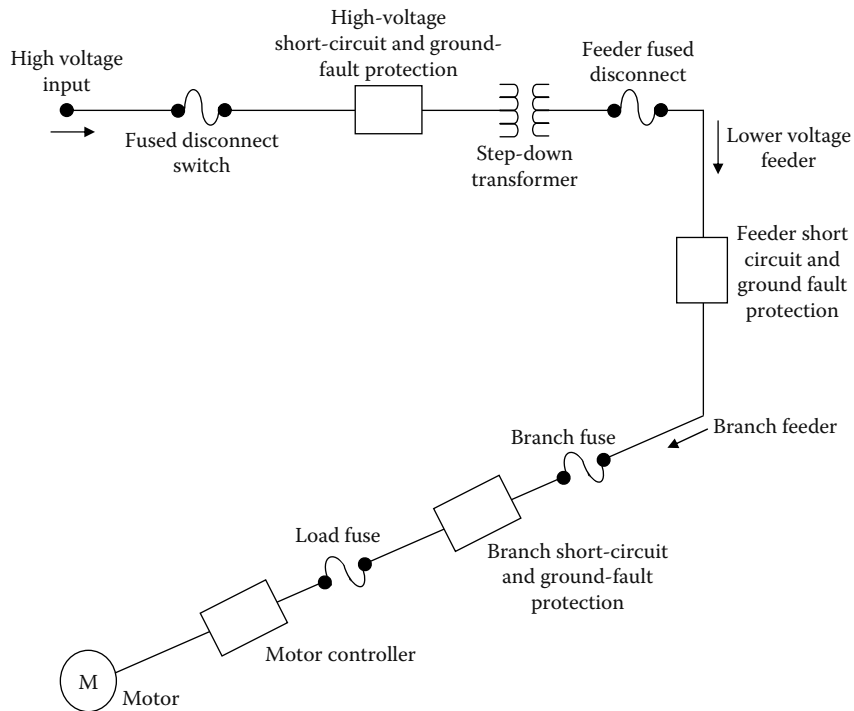 High voltage
input
Fused disconnect
switch
High-voltage
short-circuit and ground-
fault protection
Step-down
transformer
Feeder fused
disconnect
Lower voltage
feeder
Feeder short
circuit and
ground fault
protection
Branch feeder
Branch fuse
Branch short-circuit
and ground-fault
protection
Load fuse
Motor controller
M
Motor